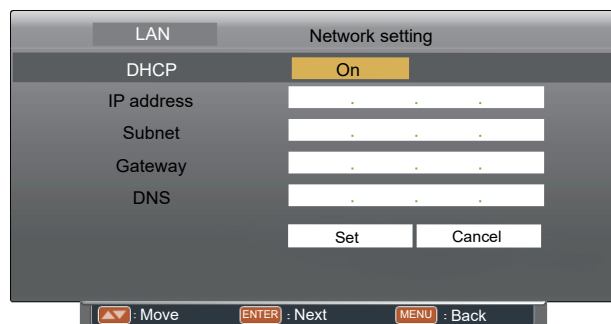 LAN Network setting
DHCP On
IP address . . .
Subnet . . .
Gateway . . .
DNS . . .
Set Cancel
▲▼ : Move ENTER : Next MENU : Back